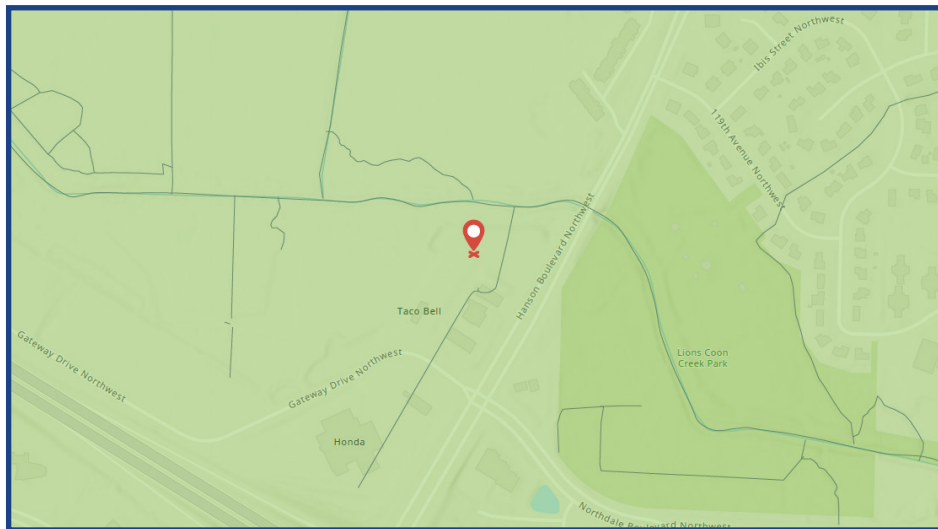 Ibis Street Northwest
119th Avenue Northwest
Hanson Boulevard Northwest
Taco Bell
Gateway Drive Northwest
Gateway Drive Northwest
Lions Coon
Creek Park
Honda
Northdale Boulevard Northwest